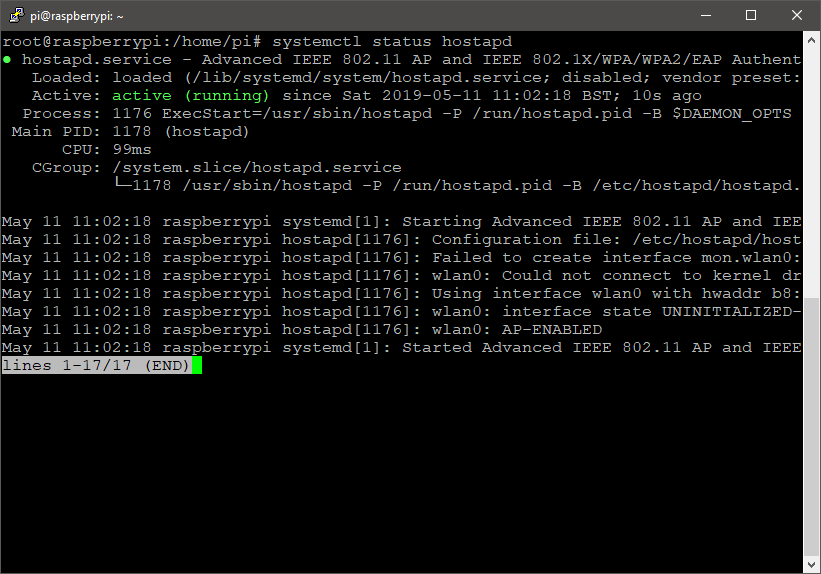 pi@raspberrypi: ~
root@raspberrypi:/home/pi# systemctl status hostapd
● hostapd.service - Advanced IEEE 802.11 AP and IEEE 802.1X/WPA/WPA2/EAP Authent
   Loaded: loaded (/lib/systemd/system/hostapd.service; disabled; vendor preset:
   Active: active (running) since Sat 2019-05-11 11:02:18 BST; 10s ago
  Process: 1176 ExecStart=/usr/sbin/hostapd -P /run/hostapd.pid -B $DAEMON_OPTS
 Main PID: 1178 (hostapd)
      CPU: 99ms
   CGroup: /system.slice/hostapd.service
           └─1178 /usr/sbin/hostapd -P /run/hostapd.pid -B /etc/hostapd/hostapd.
May 11 11:02:18 raspberrypi systemd[1]: Starting Advanced IEEE 802.11 AP and IEE
May 11 11:02:18 raspberrypi hostapd[1176]: Configuration file: /etc/hostapd/host
May 11 11:02:18 raspberrypi hostapd[1176]: Failed to create interface mon.wlan0:
May 11 11:02:18 raspberrypi hostapd[1176]: wlan0: Could not connect to kernel dr
May 11 11:02:18 raspberrypi hostapd[1176]: Using interface wlan0 with hwaddr b8:
May 11 11:02:18 raspberrypi hostapd[1176]: wlan0: interface state UNINITIALIZED-
May 11 11:02:18 raspberrypi hostapd[1176]: wlan0: AP-ENABLED
May 11 11:02:18 raspberrypi systemd[1]: Started Advanced IEEE 802.11 AP and IEEE
lines 1-17/17 (END)